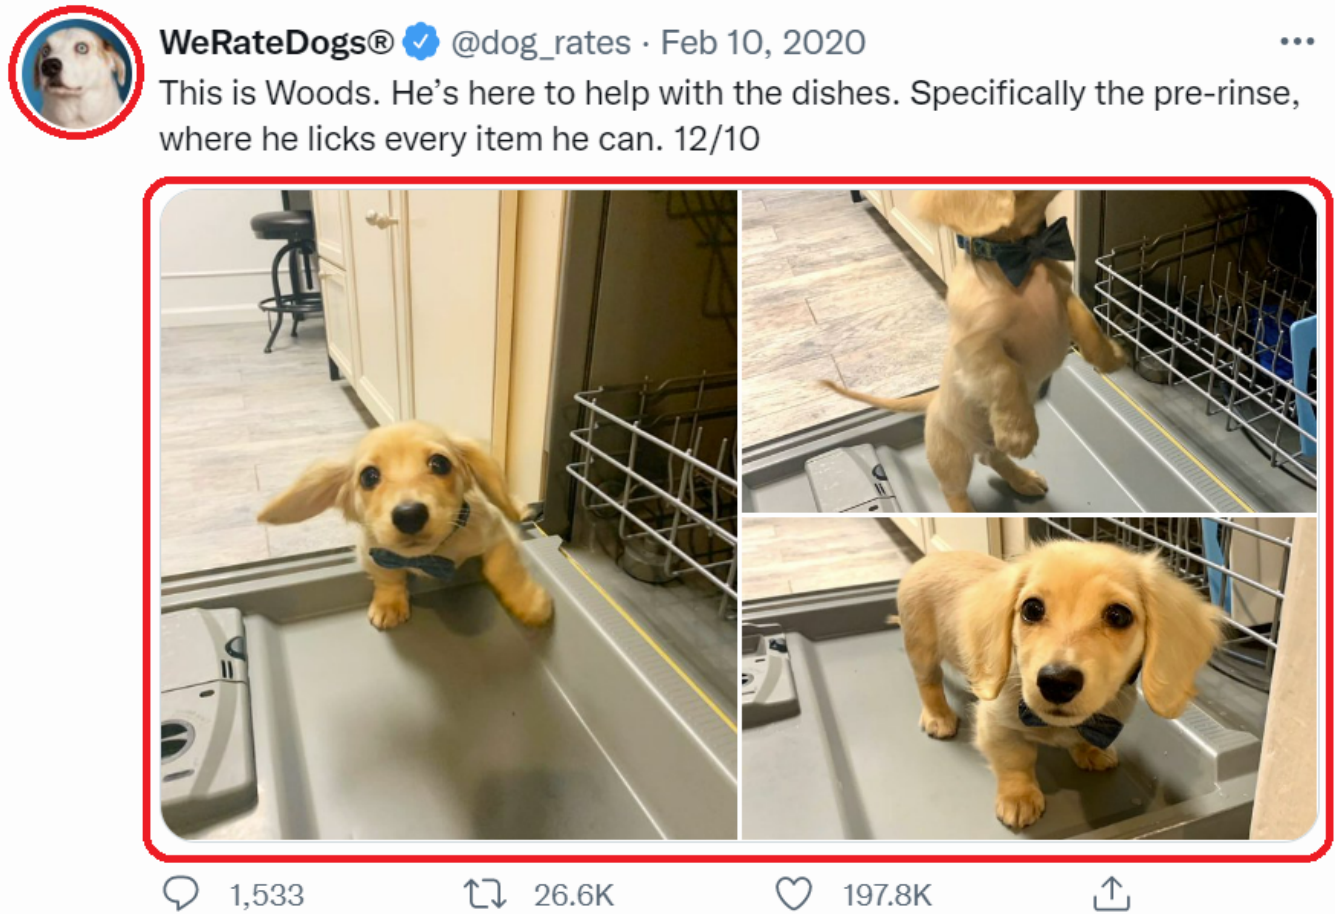 WeRateDogs® @dog_rates · Feb 10, 2020
This is Woods. He’s here to help with the dishes. Specifically the pre-rinse,
where he licks every item he can. 12/10
1,533 26.6K 197.8K